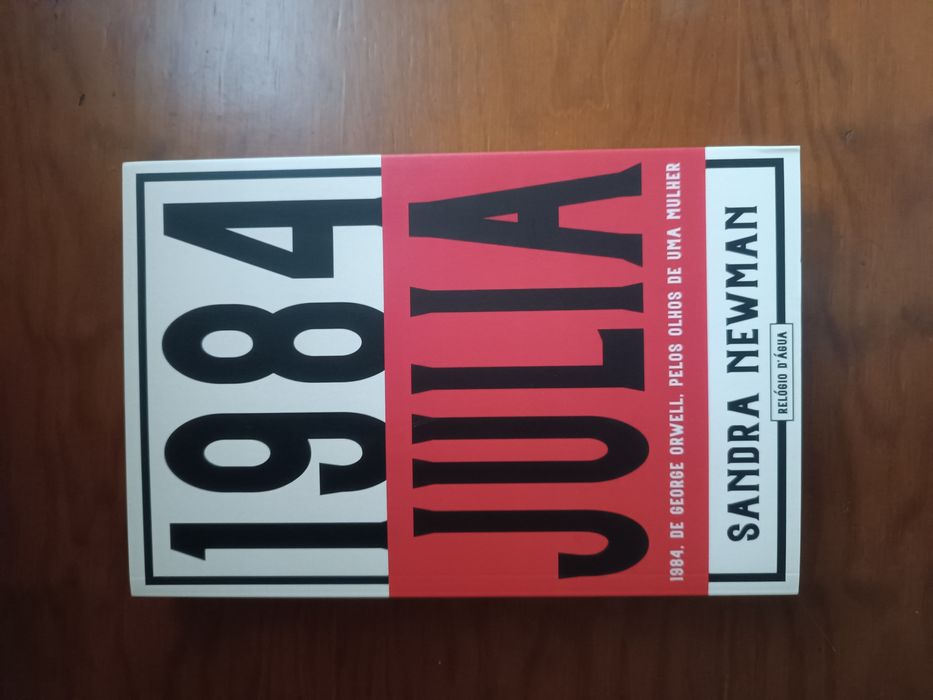 1984
JULIA
1984, DE GEORGE ORWELL, PELOS OLHOS DE UMA MULHER
SANDRA NEWMAN
RELÓGIO D'ÁGUA